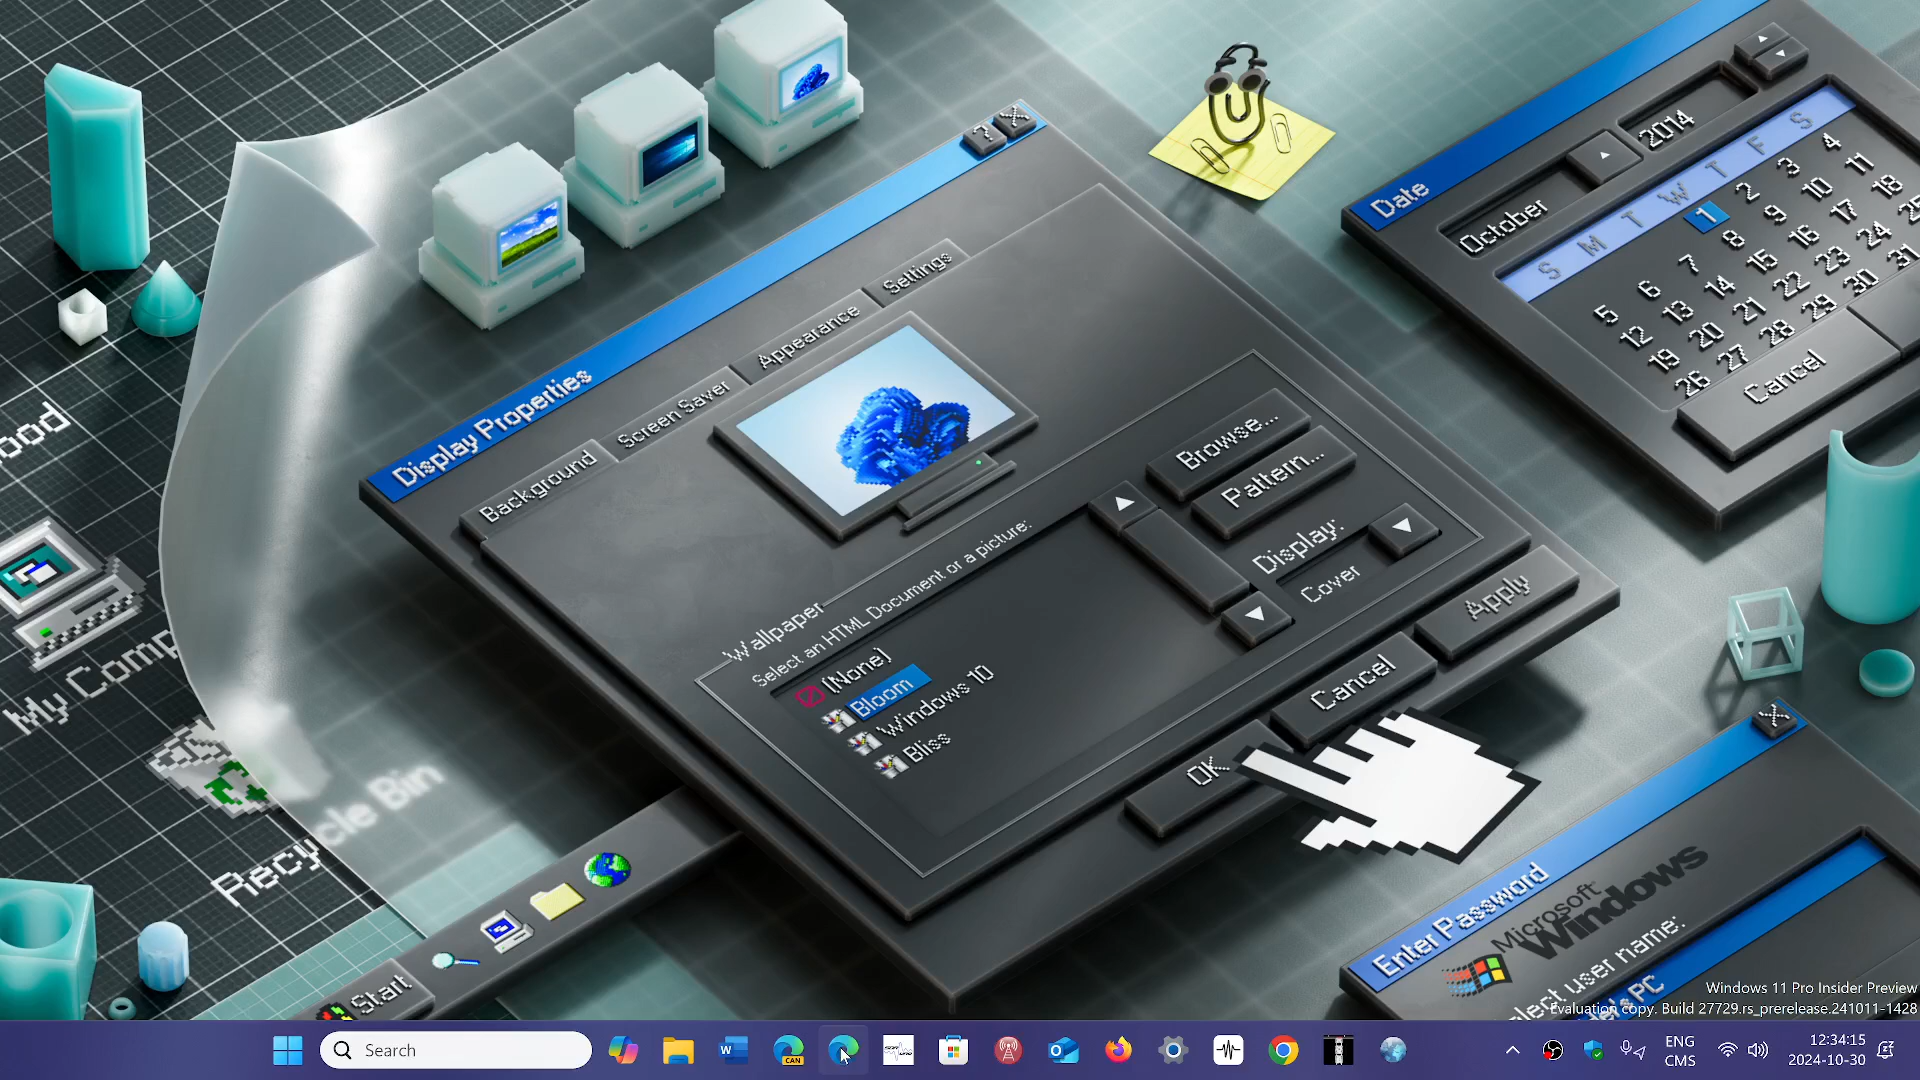 Date
October
2014
S M T W T F S
1 2 3 4
5 6 7 8 9 10 11
12 13 14 15 16 17 18
19 20 21 22 23 24 25
26 27 28 29 30 31
Cancel
Display Properties
?
Background
Screen Saver
Appearance
Settings
Wallpaper
Select an HTML Document or a picture:
(None)
Bloom
Windows 10
Bliss
Browse...
Pattern...
Display:
Cover
OK
Cancel
Apply
ood
My Comp
Recycle Bin
Start
Enter Password
Microsoft
Windows
elect user name:
's PC
Windows 11 Pro Insider Preview
Evaluation copy. Build 27729.rs_prerelease.241011-1428
Search
W
CAN
O
ENG
CMS
12:34:15
2024-10-30